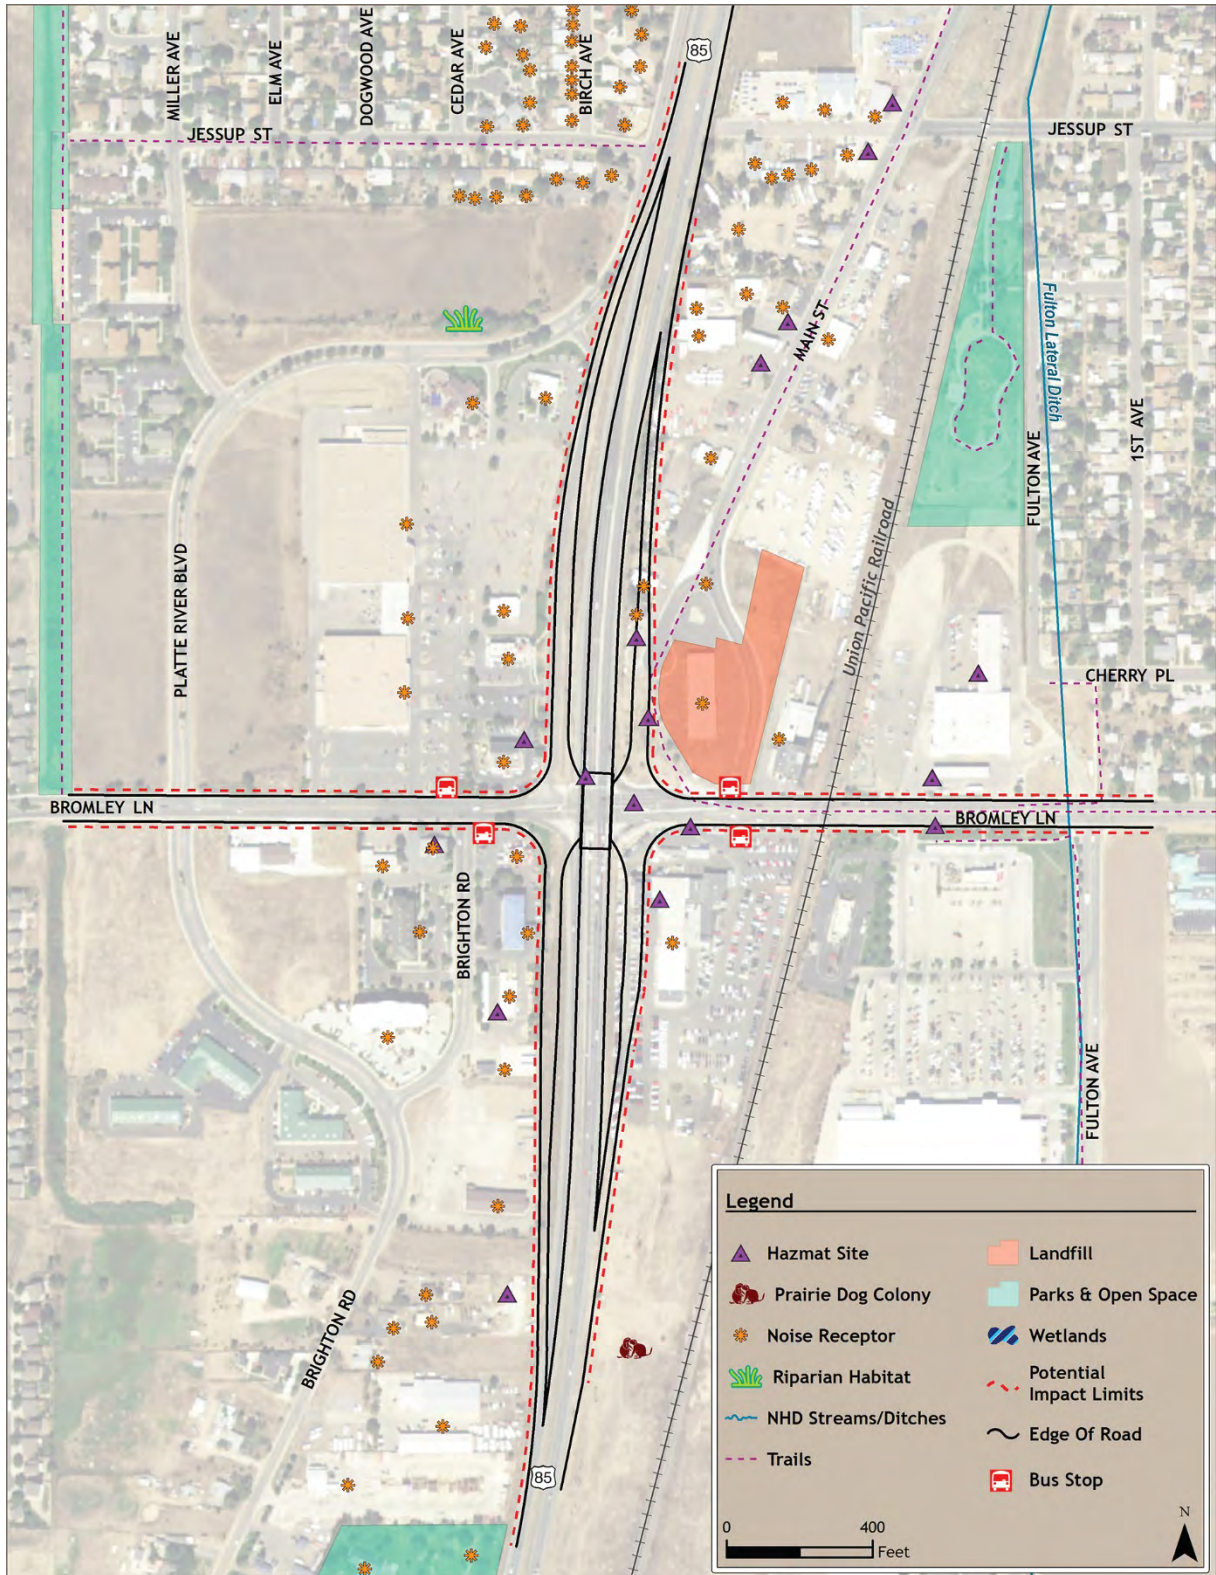 MILLER AVE
ELM AVE
DOGWOOD AVE
CEDAR AVE
BIRCH AVE
85
JESSUP ST
JESSUP ST
MAIN ST
Fulton Lateral Ditch
1ST AVE
FULTON AVE
Union Pacific Railroad
PLATTE RIVER BLVD
CHERRY PL
BROMLEY LN
BROMLEY LN
BRIGHTON RD
FULTON AVE
BRIGHTON RD
85
Legend
Hazmat Site
Prairie Dog Colony
Noise Receptor
Riparian Habitat
NHD Streams/Ditches
Trails
Landfill
Parks & Open Space
Wetlands
Potential
Impact Limits
Edge Of Road
Bus Stop
0 400
Feet
N